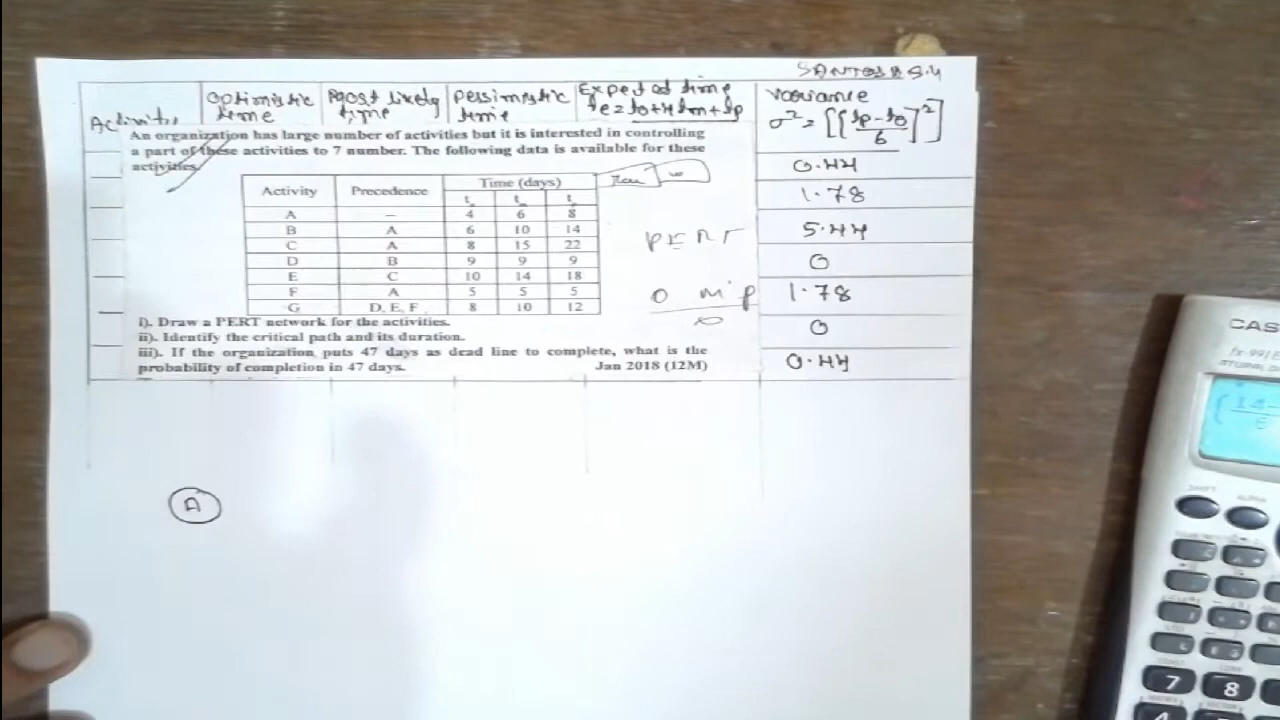 SANTOSH S.Y
Activity optimistic time Most likely time pessimistic time Expected time te = to+4tm+tp variance σ² = [[tp-to/6]²]
An organization has large number of activities but it is interested in controlling
a part of these activities to 7 number. The following data is available for these
activities.
Activity Precedence Time (days)
t t t
A – 4 6 8
B A 6 10 14
C A 8 15 22
D B 9 9 9
E C 10 14 18
F A 5 5 5
G D, E, F 8 10 12
PERT
O M P
0.44
1.78
5.44
0
1.78
0
0.44
i). Draw a PERT network for the activities.
ii). Identify the critical path and its duration.
iii). If the organization puts 47 days as dead line to complete, what is the
probability of completion in 47 days. Jan 2018 (12M)
A
CAS
fx-991E
SHIFT ALPHA
7 8